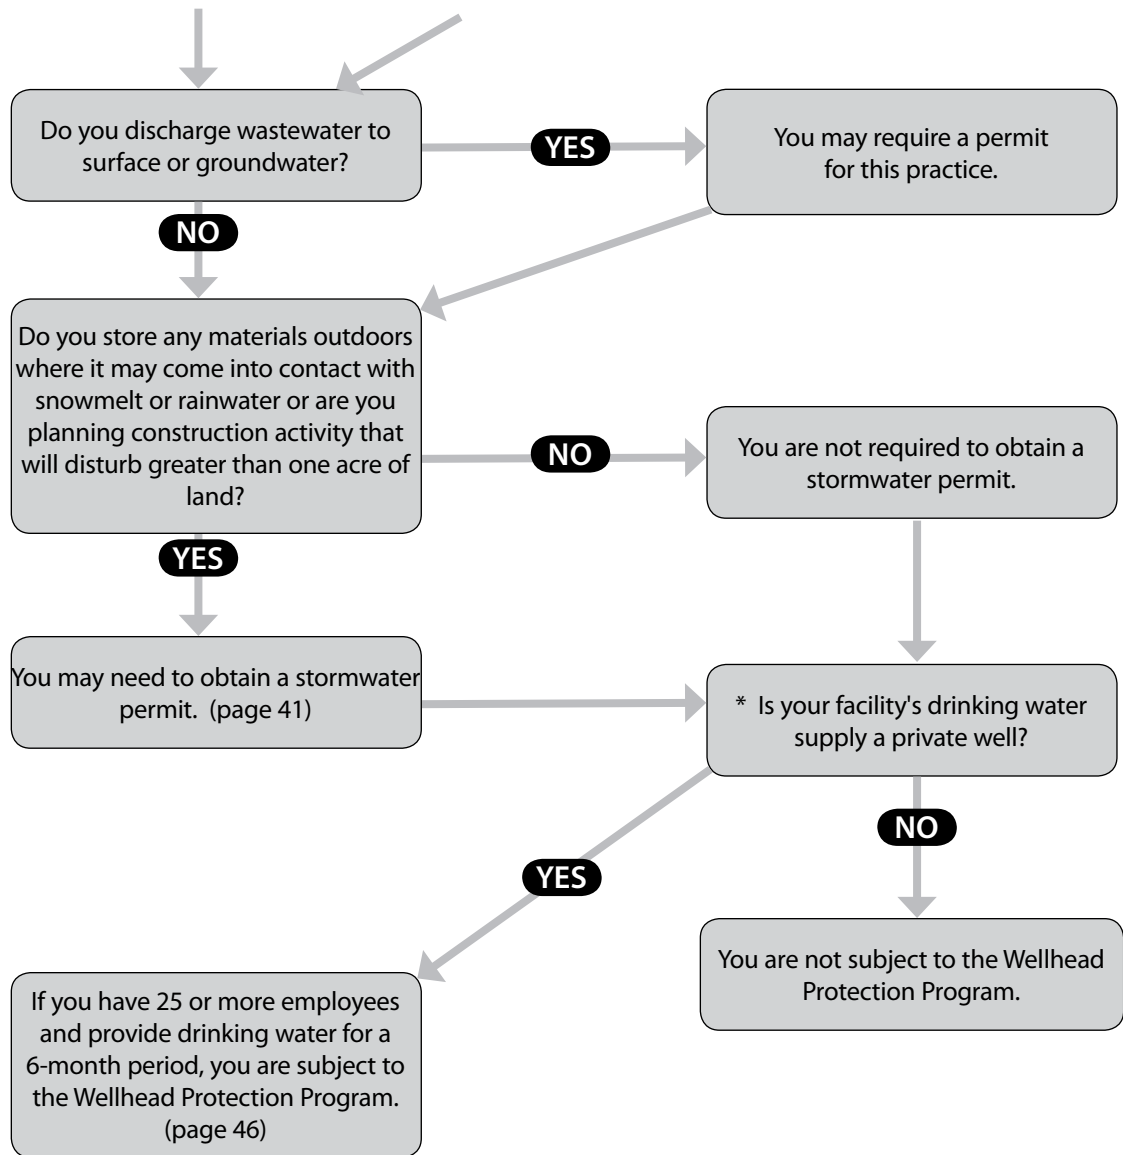 Do you discharge wastewater to
surface or groundwater?
YES
You may require a permit
for this practice.
NO
Do you store any materials outdoors
where it may come into contact with
snowmelt or rainwater or are you
planning construction activity that
will disturb greater than one acre of
land?
NO
You are not required to obtain a
stormwater permit.
YES
You may need to obtain a stormwater
permit.  (page 41)
*  Is your facility's drinking water
supply a private well?
YES
NO
If you have 25 or more employees
and provide drinking water for a
6-month period, you are subject to
the Wellhead Protection Program.
(page 46)
You are not subject to the Wellhead
Protection Program.